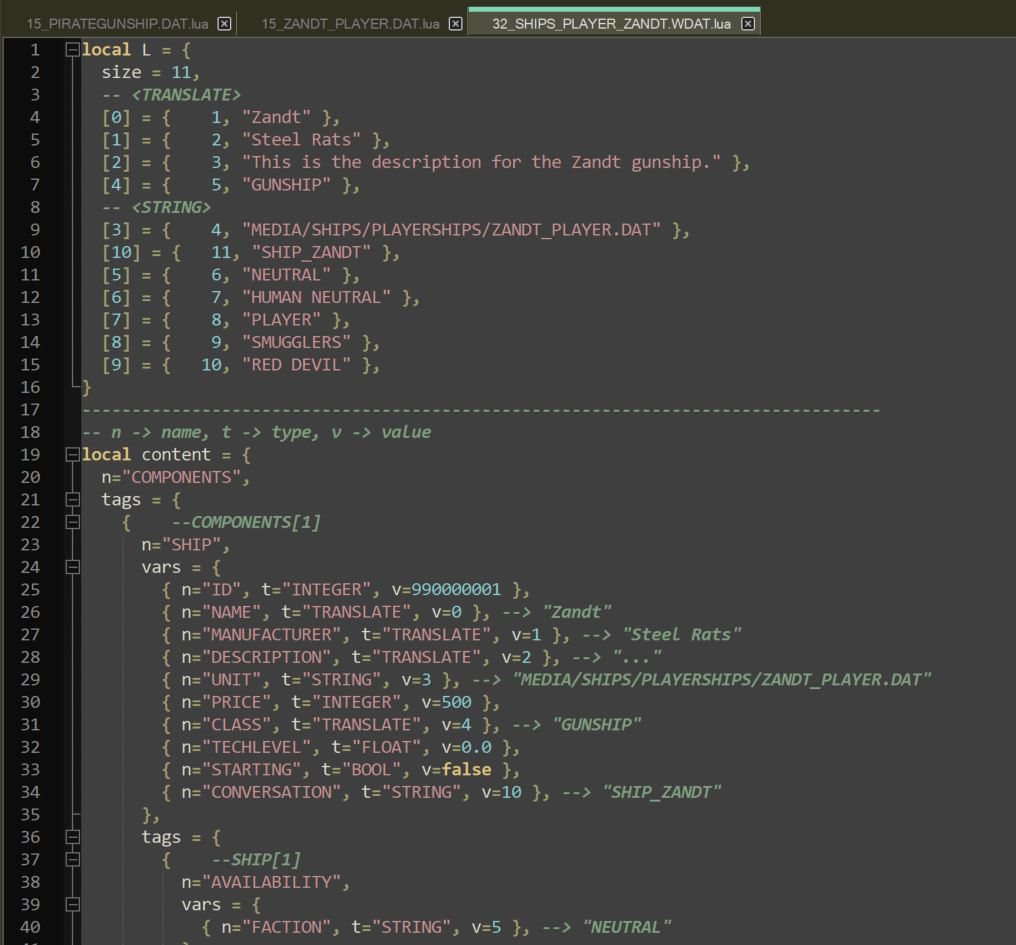 15_PIRATEGUNSHIP.DAT.lua 15_ZANDT_PLAYER.DAT.lua 32_SHIPS_PLAYER_ZANDT.WDAT.lua
1 local L = {
2 size = 11,
3 -- <TRANSLATE>
4 [0] = { 1, "Zandt" },
5 [1] = { 2, "Steel Rats" },
6 [2] = { 3, "This is the description for the Zandt gunship." },
7 [4] = { 5, "GUNSHIP" },
8 -- <STRING>
9 [3] = { 4, "MEDIA/SHIPS/PLAYERSHIPS/ZANDT_PLAYER.DAT" },
10 [10] = { 11, "SHIP_ZANDT" },
11 [5] = { 6, "NEUTRAL" },
12 [6] = { 7, "HUMAN NEUTRAL" },
13 [7] = { 8, "PLAYER" },
14 [8] = { 9, "SMUGGLERS" },
15 [9] = { 10, "RED DEVIL" },
16 }
17 --------------------------------------------------------------------------------
18 -- n -> name, t -> type, v -> value
19 local content = {
20 n="COMPONENTS",
21 tags = {
22 { --COMPONENTS[1]
23 n="SHIP",
24 vars = {
25 { n="ID", t="INTEGER", v=990000001 },
26 { n="NAME", t="TRANSLATE", v=0 }, --> "Zandt"
27 { n="MANUFACTURER", t="TRANSLATE", v=1 }, --> "Steel Rats"
28 { n="DESCRIPTION", t="TRANSLATE", v=2 }, --> "..."
29 { n="UNIT", t="STRING", v=3 }, --> "MEDIA/SHIPS/PLAYERSHIPS/ZANDT_PLAYER.DAT"
30 { n="PRICE", t="INTEGER", v=500 },
31 { n="CLASS", t="TRANSLATE", v=4 }, --> "GUNSHIP"
32 { n="TECHLEVEL", t="FLOAT", v=0.0 },
33 { n="STARTING", t="BOOL", v=false },
34 { n="CONVERSATION", t="STRING", v=10 }, --> "SHIP_ZANDT"
35 },
36 tags = {
37 { --SHIP[1]
38 n="AVAILABILITY",
39 vars = {
40 { n="FACTION", t="STRING", v=5 }, --> "NEUTRAL"